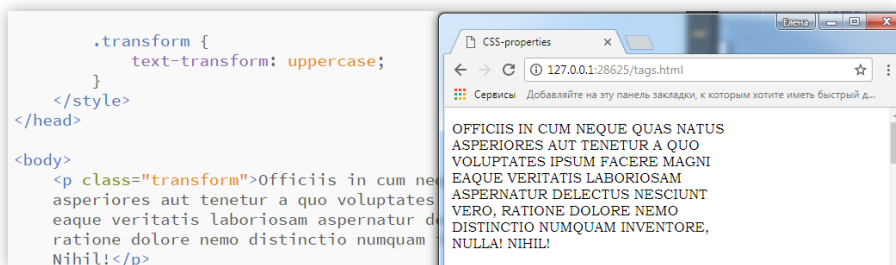 .transform {
text-transform: uppercase;
}
</style>
</head>
<body>
<p class="transform">Officiis in cum
asperiores aut tenetur a quo voluptates
eaque veritatis laboriosam aspernatur
ratione dolore nemo distinctio numquam
Nihil!</p>
Елена
CSS-properties
127.0.0.1:28625/tags.html
Сервисы Добавляйте на эту панель закладки, к которым хотите иметь быстрый д...
OFFICIIS IN CUM NEQUE QUAS NATUS
ASPERIORES AUT TENETUR A QUO
VOLUPTATES IPSUM FACERE MAGNI
EAQUE VERITATIS LABORIOSAM
ASPERNATUR DELECTUS NESCIUNT
VERO, RATIONE DOLORE NEMO
DISTINCTIO NUMQUAM INVENTORE,
NULLA! NIHIL!